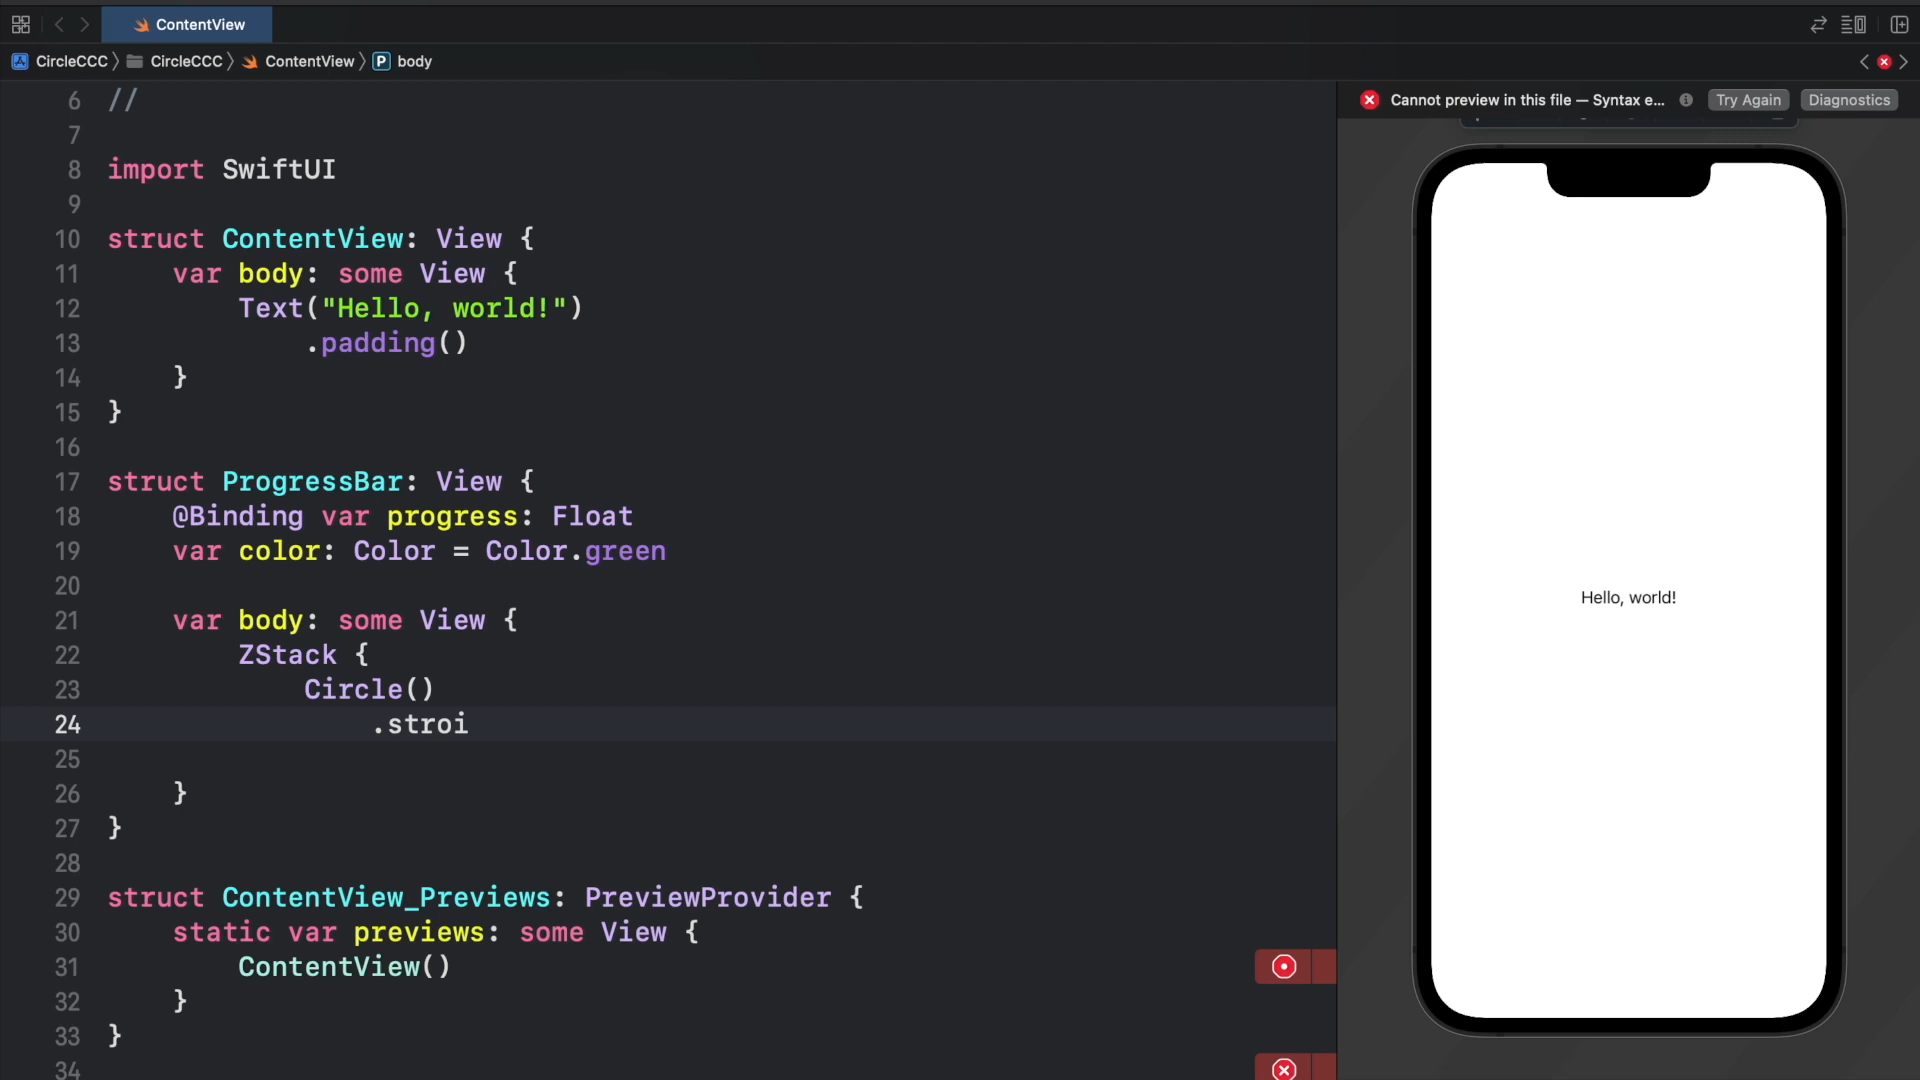 ContentView
CircleCCC CircleCCC ContentView P body
Cannot preview in this file — Syntax e... Try Again Diagnostics
6 //
7
8 import SwiftUI
9
10 struct ContentView: View {
11 var body: some View {
12 Text("Hello, world!")
13 .padding()
14 }
15 }
16
17 struct ProgressBar: View {
18 @Binding var progress: Float
19 var color: Color = Color.green
20
21 var body: some View {
22 ZStack {
23 Circle()
24 .stroi
25
26 }
27 }
28
29 struct ContentView_Previews: PreviewProvider {
30 static var previews: some View {
31 ContentView()
32 }
33 }
34
Hello, world!